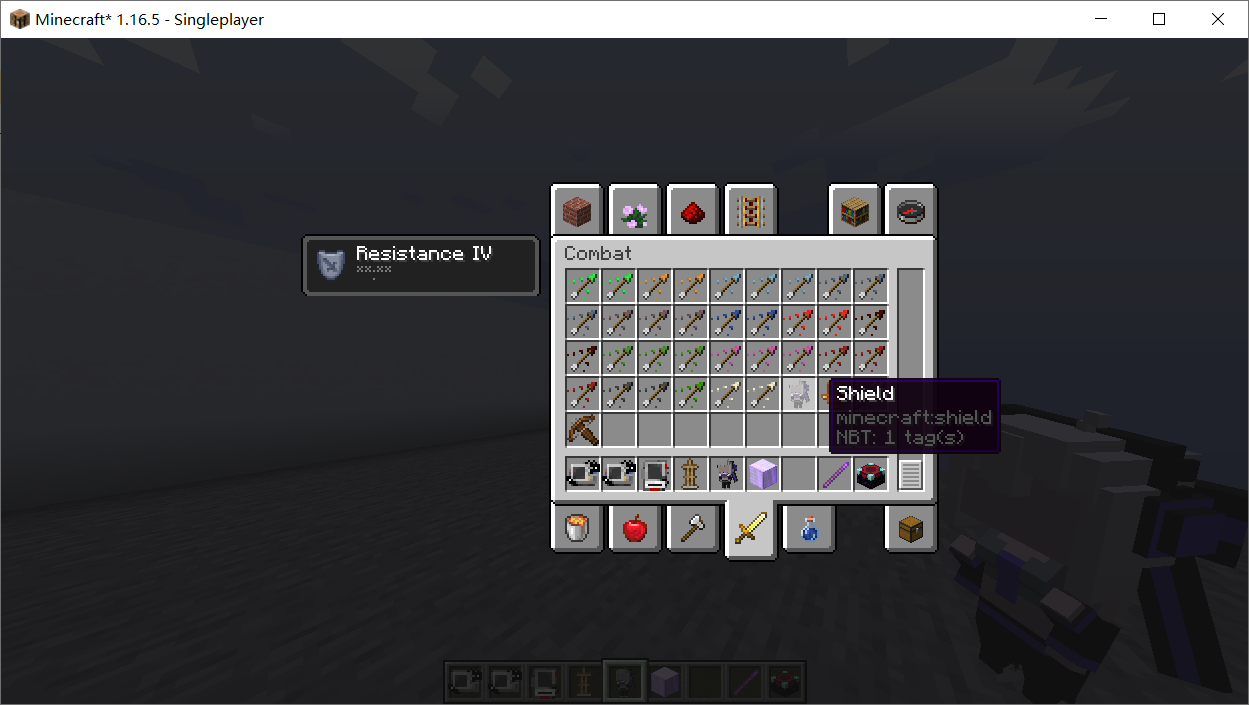 Minecraft* 1.16.5 - Singleplayer
Resistance IV
**:**
Combat
Shield
minecraft:shield
NBT: 1 tag(s)